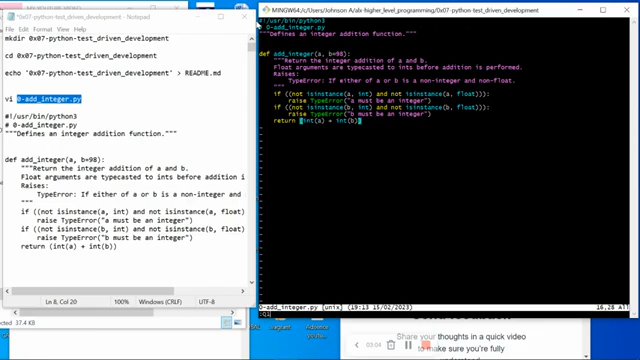 *0x07-python-test_driven_development - Notepad
File Edit Format View Help
mkdir 0x07-python-test_driven_development
cd 0x07-python-test_driven_development
echo '0x07-python-test_driven_development' > README.md
vi 0-add_integer.py
#!/usr/bin/python3
# 0-add_integer.py
"""Defines an integer addition function."""
def add_integer(a, b=98):
"""Return the integer addition of a and b.
Float arguments are typecasted to ints before addition i
Raises:
TypeError: If either of a or b is a non-integer and
if ((not isinstance(a, int) and not isinstance(a, float)
raise TypeError("a must be an integer")
if ((not isinstance(b, int) and not isinstance(b, float)
raise TypeError("b must be an integer")
return (int(a) + int(b))
Ln 8, Col 20 100% Windows (CRLF) UTF-8
selected 37.4 KB
MINGW64:/c/Users/Johnson A/alx-higher_level_programming/0x07-python-test_driven_development
#!/usr/bin/python3
# 0-add_integer.py
"""Defines an integer addition function."""
def add_integer(a, b=98):
"""Return the integer addition of a and b.
Float arguments are typecasted to ints before addition is performed.
Raises:
TypeError: If either of a or b is a non-integer and non-float.
"""
if ((not isinstance(a, int) and not isinstance(a, float))):
raise TypeError("a must be an integer")
if ((not isinstance(b, int) and not isinstance(b, float))):
raise TypeError("b must be an integer")
return (int(a) + int(b))
0-add_integer.py [unix] (19:13 15/02/2023) 16,28 All
diagram
Advance
Share your thoughts in a quick video
to make sure you're fully
03:04